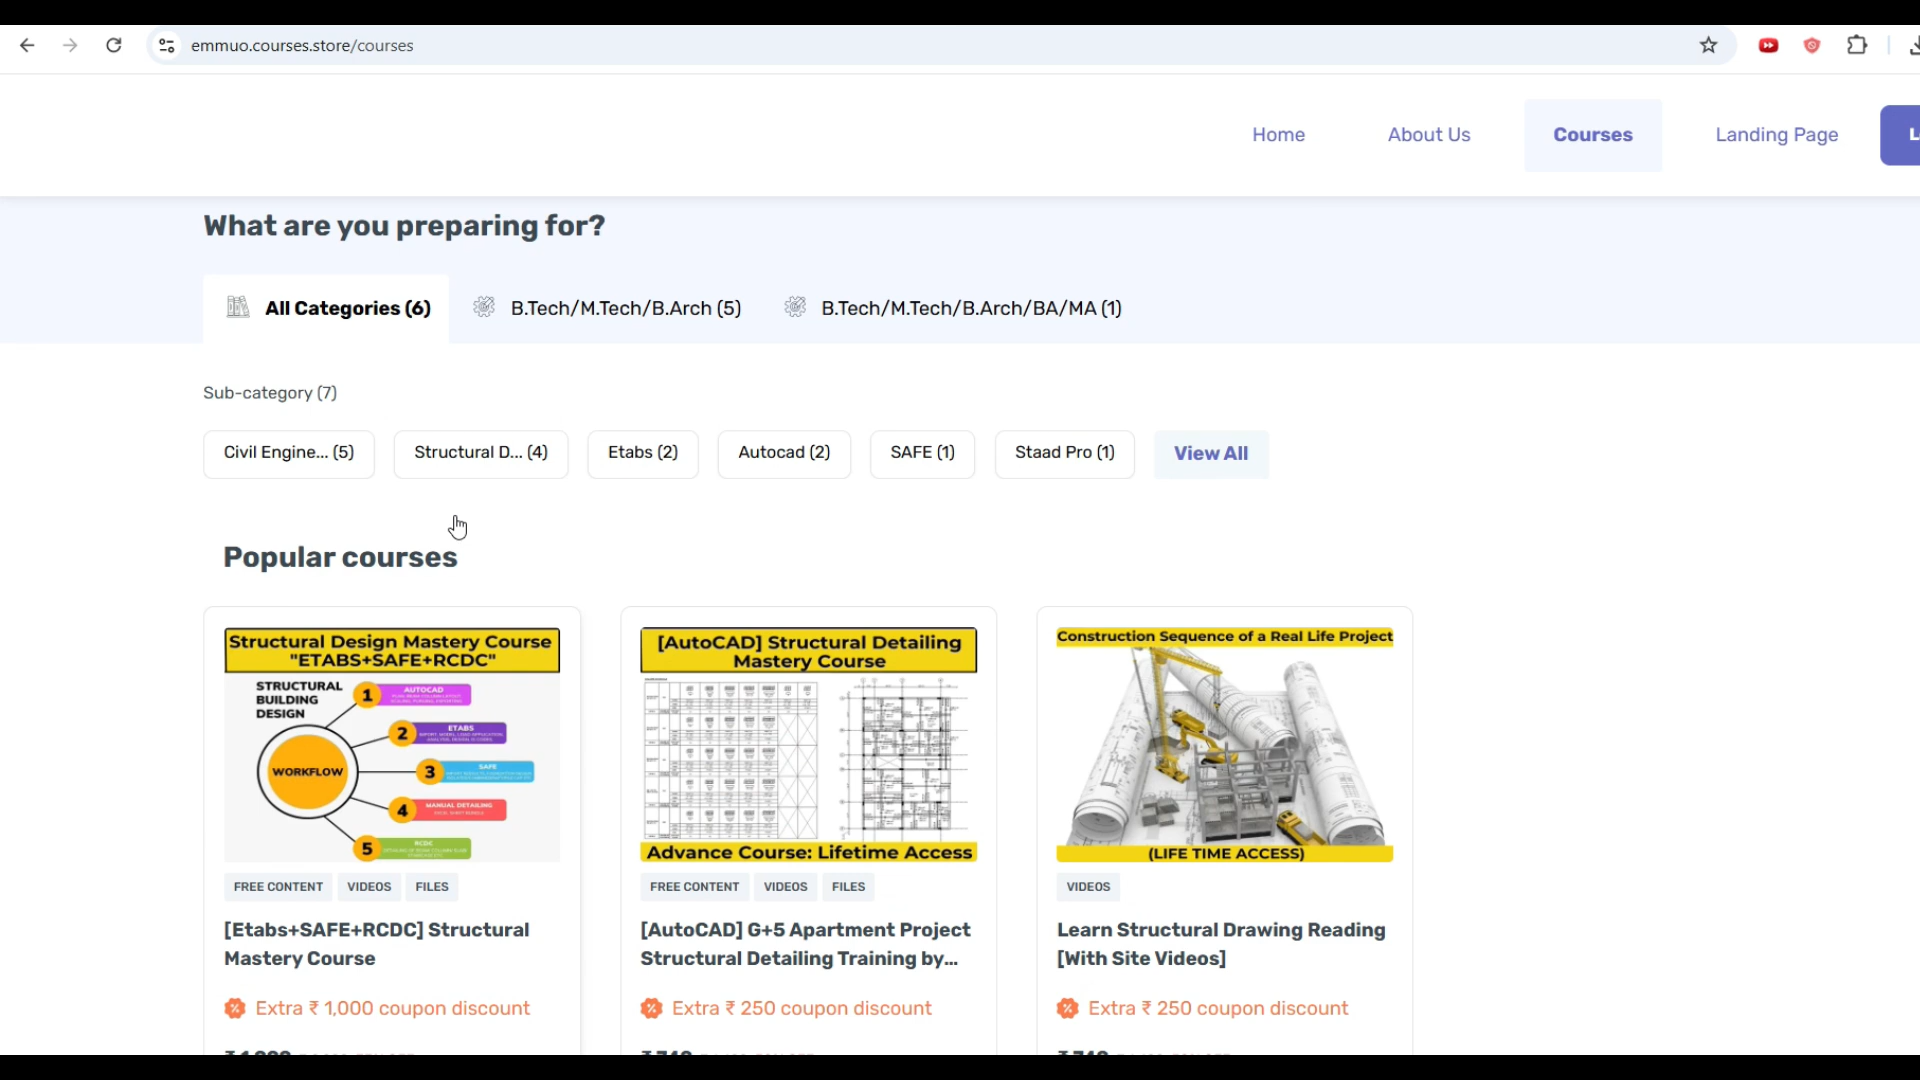 emmuo.courses.store/courses
Home
About Us
Courses
Landing Page
What are you preparing for?
All Categories (6)
B.Tech/M.Tech/B.Arch (5)
B.Tech/M.Tech/B.Arch/BA/MA (1)
Sub-category (7)
Civil Engine... (5)
Structural D... (4)
Etabs (2)
Autocad (2)
SAFE (1)
Staad Pro (1)
View All
Popular courses
Structural Design Mastery Course
"ETABS+SAFE+RCDC"
STRUCTURAL
BUILDING
DESIGN
WORKFLOW
1
AUTOCAD
2
ETABS
3
SAFE
4
MANUAL DETAILING
5
RCDC
FREE CONTENT
VIDEOS
FILES
[Etabs+SAFE+RCDC] Structural
Mastery Course
Extra ₹ 1,000 coupon discount
[AutoCAD] Structural Detailing
Mastery Course
Advance Course: Lifetime Access
FREE CONTENT
VIDEOS
FILES
[AutoCAD] G+5 Apartment Project
Structural Detailing Training by...
Extra ₹ 250 coupon discount
Construction Sequence of a Real Life Project
(LIFE TIME ACCESS)
VIDEOS
Learn Structural Drawing Reading
[With Site Videos]
Extra ₹ 250 coupon discount